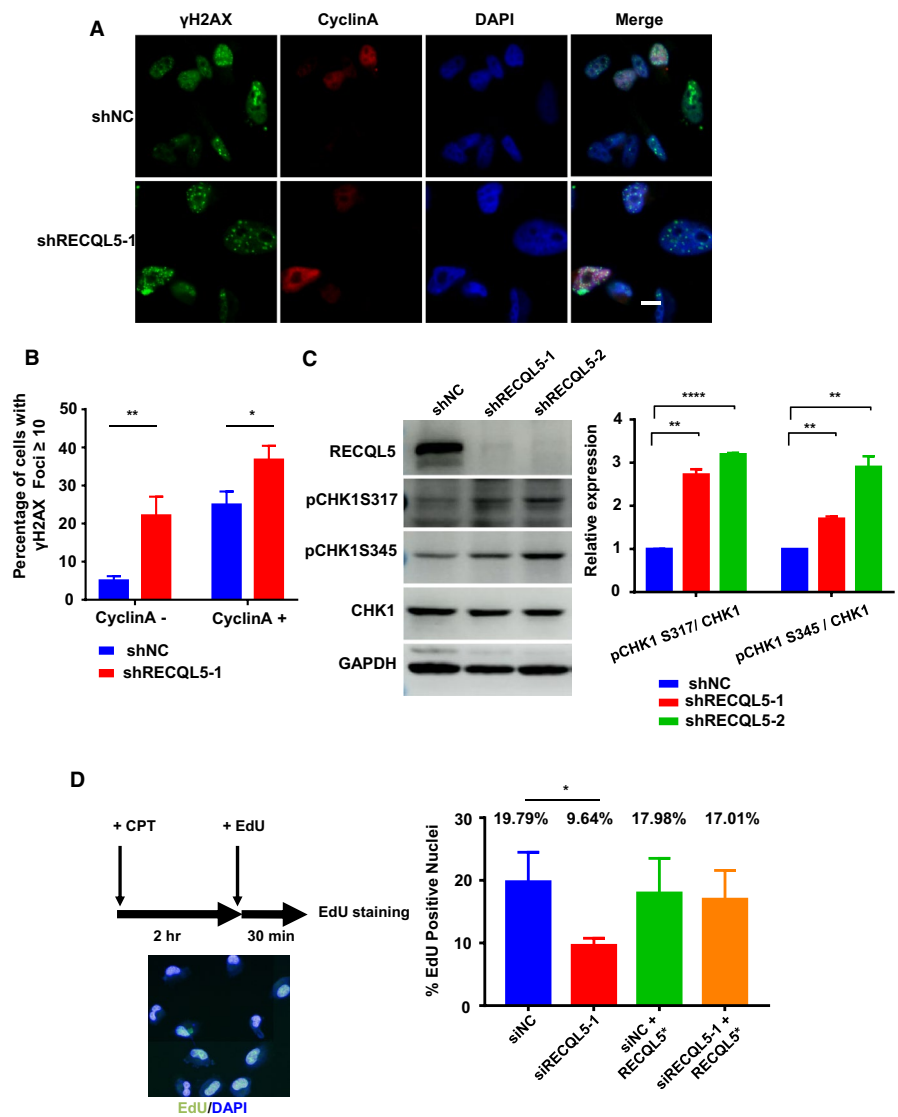 A
γH2AX CyclinA DAPI Merge
shNC
shRECQL5-1
B
Percentage of cells with
γH2AX Foci ≥ 10
50
40
30
20
10
0
**
*
CyclinA - CyclinA +
shNC
shRECQL5-1
C
shNC shRECQL5-1 shRECQL5-2
RECQL5
pCHK1S317
pCHK1S345
CHK1
GAPDH
Relative expression
4
3
2
1
0
****
**
**
**
pCHK1 S317/ CHK1
pCHK1 S345 / CHK1
shNC
shRECQL5-1
shRECQL5-2
D
+ CPT + EdU
EdU staining
2 hr 30 min
EdU/DAPI
% EdU Positive Nuclei
30
20
10
0
*
19.79% 9.64% 17.98% 17.01%
siNC
siRECQL5-1
siNC +
RECQL5*
siRECQL5-1 +
RECQL5*